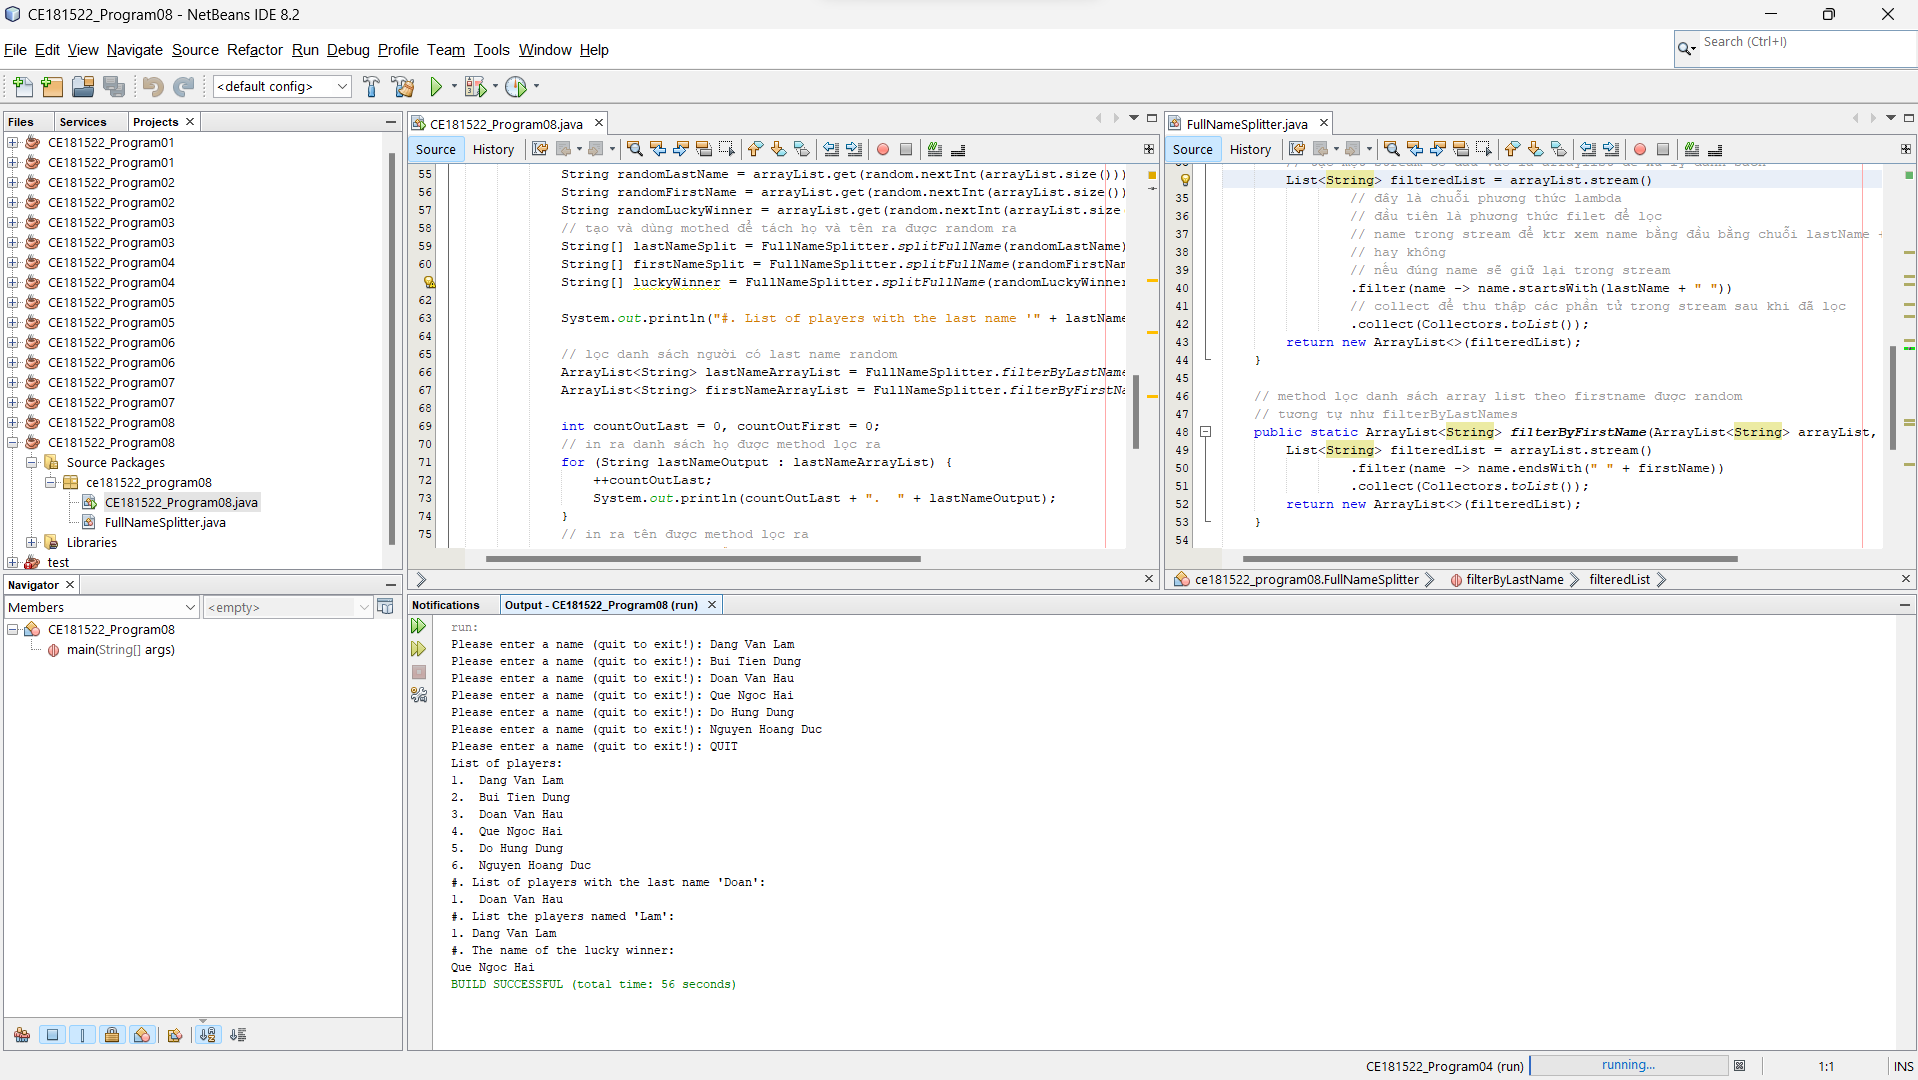 CE181522_Program08 - NetBeans IDE 8.2
File Edit View Navigate Source Refactor Run Debug Profile Team Tools Window Help
Search (Ctrl+I)
<default config>
Files Services Projects
CE181522_Program01
CE181522_Program01
CE181522_Program02
CE181522_Program02
CE181522_Program03
CE181522_Program03
CE181522_Program04
CE181522_Program04
CE181522_Program05
CE181522_Program05
CE181522_Program06
CE181522_Program06
CE181522_Program07
CE181522_Program07
CE181522_Program08
CE181522_Program08
Source Packages
ce181522_program08
CE181522_Program08.java
FullNameSplitter.java
Libraries
test
Navigator
Members <empty>
CE181522_Program08
main(String[] args)
CE181522_Program08.java
Source History
55 String randomLastName = arrayList.get(random.nextInt(arrayList.size()))
56 String randomFirstName = arrayList.get(random.nextInt(arrayList.size())
57 String randomLuckyWinner = arrayList.get(random.nextInt(arrayList.size
58 // tạo và dùng mothed để tách họ và tên ra được random ra
59 String[] lastNameSplit = FullNameSplitter.splitFullName(randomLastName)
60 String[] firstNameSplit = FullNameSplitter.splitFullName(randomFirstNam
String[] luckyWinner = FullNameSplitter.splitFullName(randomLuckyWinner
62
63 System.out.println("#. List of players with the last name '" + lastName
64
65 // lọc danh sách người có last name random
66 ArrayList<String> lastNameArrayList = FullNameSplitter.filterByLastName
67 ArrayList<String> firstNameArrayList = FullNameSplitter.filterByFirstNa
68
69 int countOutLast = 0, countOutFirst = 0;
70 // in ra danh sách họ được method lọc ra
71 for (String lastNameOutput : lastNameArrayList) {
72 ++countOutLast;
73 System.out.println(countOutLast + ".  " + lastNameOutput);
74 }
75 // in ra tên được method lọc ra
FullNameSplitter.java
Source History
List<String> filteredList = arrayList.stream()
35 // đây là chuỗi phương thức lambda
36 // đầu tiên là phương thức filet để lọc
37 // name trong stream để ktr xem name bằng đầu bằng chuỗi lastName +
38 // hay không
39 // nếu đúng name sẽ giữ lại trong stream
40 .filter(name -> name.startsWith(lastName + " "))
41 // collect để thu thập các phần tử trong stream sau khi đã lọc
42 .collect(Collectors.toList());
43 return new ArrayList<>(filteredList);
44 }
45
46 // method lọc danh sách array list theo firstname được random
47 // tương tự như filterByLastNames
48 public static ArrayList<String> filterByFirstName(ArrayList<String> arrayList,
49 List<String> filteredList = arrayList.stream()
50 .filter(name -> name.endsWith(" " + firstName))
51 .collect(Collectors.toList());
52 return new ArrayList<>(filteredList);
53 }
54
ce181522_program08.FullNameSplitter filterByLastName filteredList
Notifications Output - CE181522_Program08 (run)
run:
Please enter a name (quit to exit!): Dang Van Lam
Please enter a name (quit to exit!): Bui Tien Dung
Please enter a name (quit to exit!): Doan Van Hau
Please enter a name (quit to exit!): Que Ngoc Hai
Please enter a name (quit to exit!): Do Hung Dung
Please enter a name (quit to exit!): Nguyen Hoang Duc
Please enter a name (quit to exit!): QUIT
List of players:
1.  Dang Van Lam
2.  Bui Tien Dung
3.  Doan Van Hau
4.  Que Ngoc Hai
5.  Do Hung Dung
6.  Nguyen Hoang Duc
#. List of players with the last name 'Doan':
1.  Doan Van Hau
#. List the players named 'Lam':
1. Dang Van Lam
#. The name of the lucky winner:
Que Ngoc Hai
BUILD SUCCESSFUL (total time: 56 seconds)
CE181522_Program04 (run) running... 1:1 INS